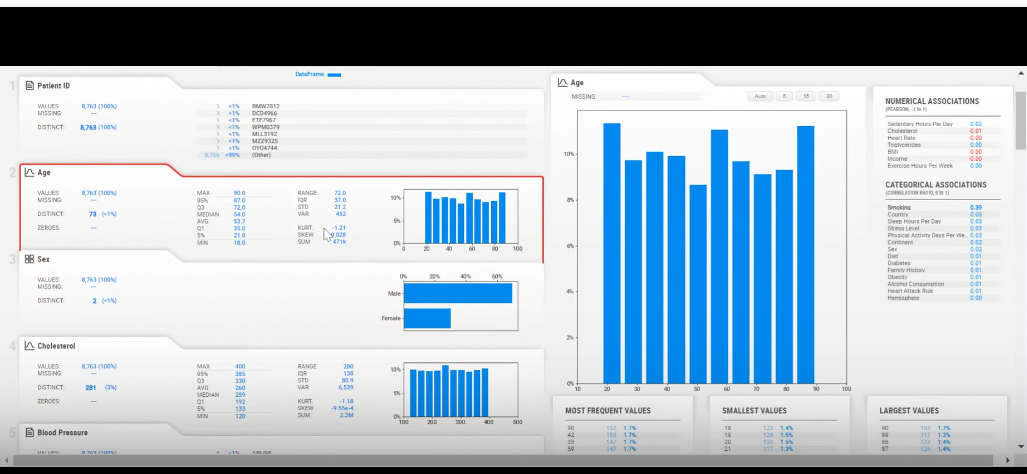 DataFrame
1
Patient ID
VALUES: 8,763 (100%)
MISSING: ---
DISTINCT: 8,763 (100%)
<1% BMW7812
<1% DCD4966
<1% ETF7967
<1% WPM0379
<1% MLL3192
<1% MZZ9325
<1% OYO4744
8,756 >99% (Other)
2
Age
VALUES: 8,763 (100%)
MISSING: ---
DISTINCT: 73 (<1%)
ZEROES: ---
MAX 90.0
95% 87.0
Q3 72.0
MEDIAN 54.0
AVG 53.7
Q1 35.0
5% 21.0
MIN 18.0
RANGE 72.0
IQR 37.0
STD 21.2
VAR 452
KURT. -1.21
SKEW
SUM 471k
10%
5%
0%
0 20 40 60 80 100
3
Sex
VALUES: 8,763 (100%)
MISSING: ---
DISTINCT: 2 (<1%)
0% 20% 40% 60%
Male
Female
4
Cholesterol
VALUES: 8,763 (100%)
MISSING: ---
DISTINCT: 281 (3%)
ZEROES: ---
MAX 400
95% 385
Q3 330
AVG 260
MEDIAN 259
Q1 192
5% 133
MIN 120
RANGE 280
IQR 138
STD 80.9
VAR 6,539
KURT. -1.18
SKEW -9.55e-4
SUM 2.3M
10%
5%
0%
100 200 300 400 500
5
Blood Pressure
VALUES: 8,763 (100%)
<1%
Age
MISSING: ---
Auto 5 15 30
10%
8%
6%
4%
2%
0%
10 20 30 40 50 60 70 80 90 100
NUMERICAL ASSOCIATIONS
(PEARSON, -1 to 1)
Sedentary Hours Per Day 0.02
Cholesterol -0.01
Heart Rate -0.00
Triglycerides 0.00
BMI -0.00
Income -0.00
Exercise Hours Per Week 0.00
CATEGORICAL ASSOCIATIONS
(CORRELATION RATIO, 0 to 1)
Smoking 0.39
Country 0.05
Sleep Hours Per Day 0.03
Stress Level 0.03
Physical Activity Days Per We... 0.03
Continent 0.02
Sex 0.02
Diet 0.01
Diabetes 0.01
Family History 0.01
Obesity 0.01
Alcohol Consumption 0.01
Heart Attack Risk 0.01
Hemisphere 0.00
MOST FREQUENT VALUES
90 152 1.7%
42 150 1.7%
33 147 1.7%
59 147 1.7%
SMALLEST VALUES
18 123 1.4%
19 128 1.5%
20 130 1.5%
21 117 1.3%
LARGEST VALUES
90 152 1.7%
89 117 1.3%
88 123 1.4%
87 126 1.4%